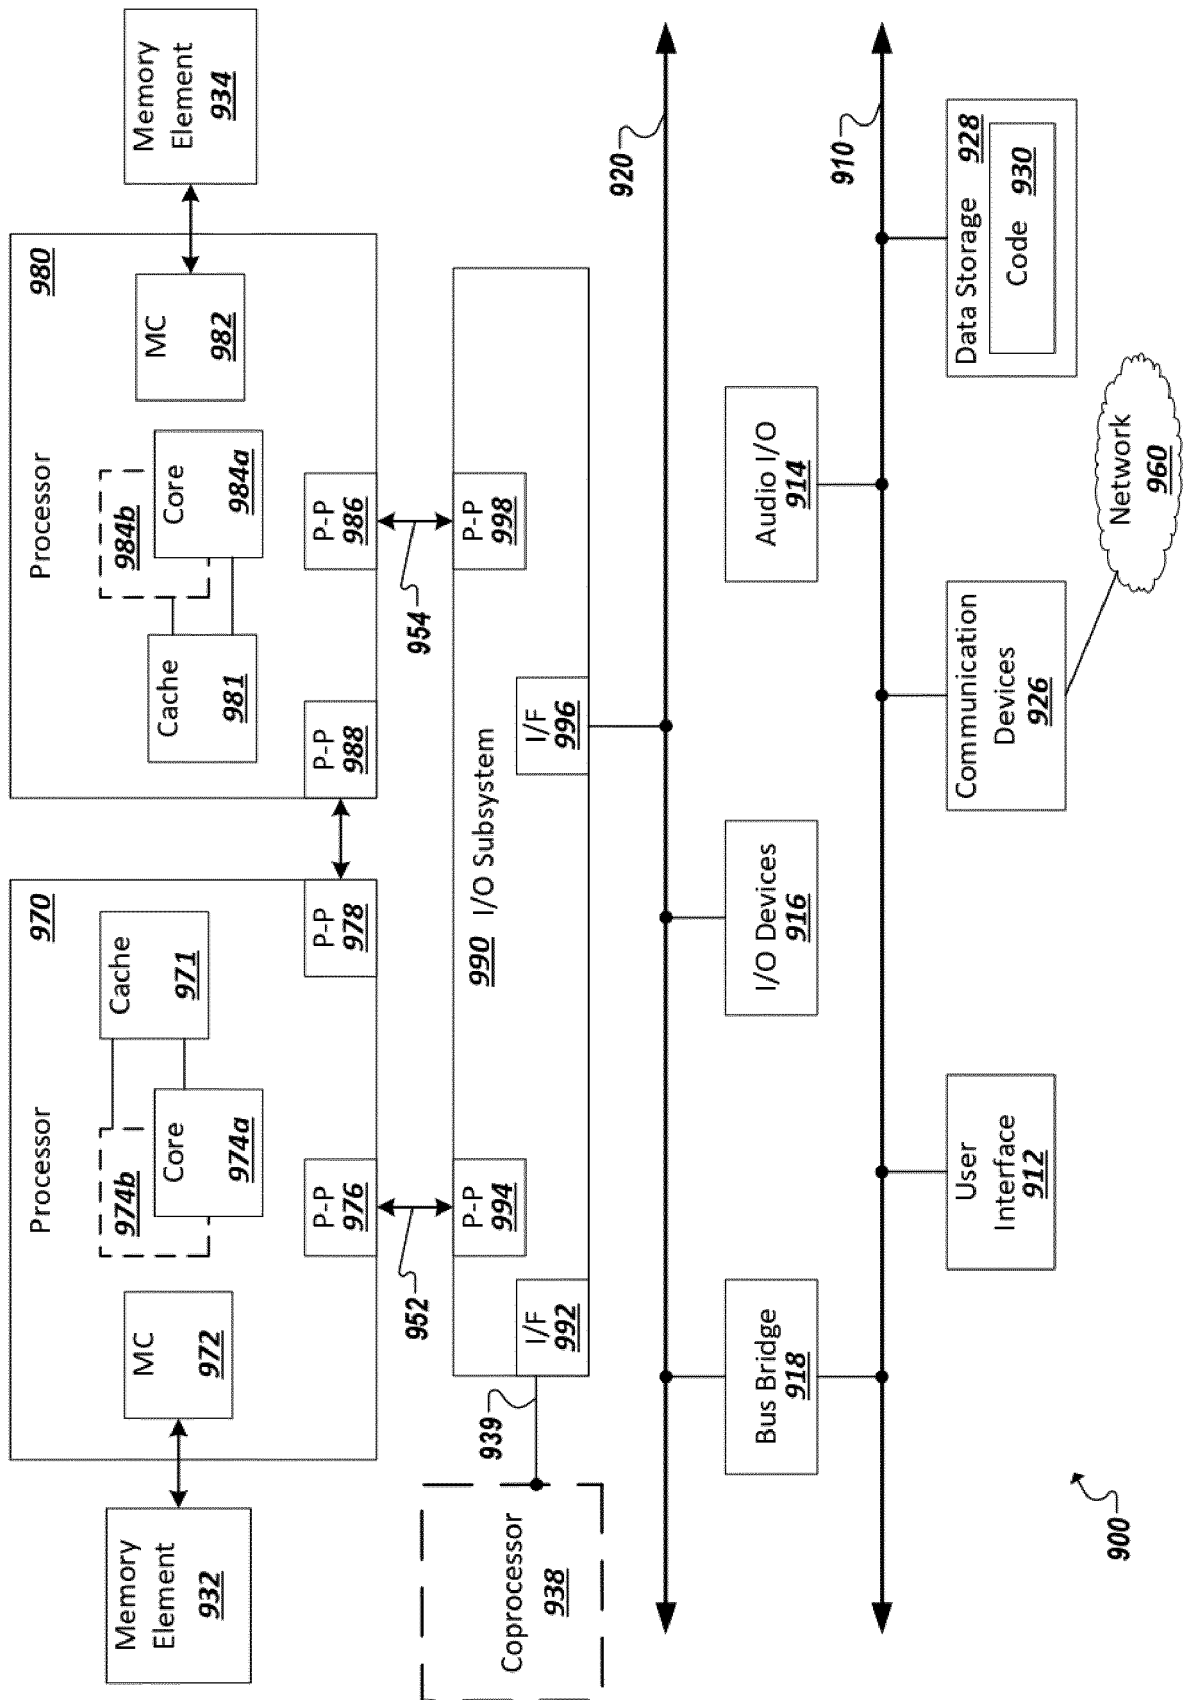 Memory
Element
932
Processor
970
MC
972
974b
Core
974a
Cache
971
P-P
976
P-P
978
Processor
980
Cache
981
984b
Core
984a
MC
982
P-P
988
P-P
986
Memory
Element
934
952
954
Coprocessor
938
939
990 I/O Subsystem
P-P
994
P-P
998
I/F
992
I/F
996
920
Bus Bridge
918
I/O Devices
916
Audio I/O
914
910
User
Interface
912
Communication
Devices
926
Data Storage 928
Code 930
Network
960
900